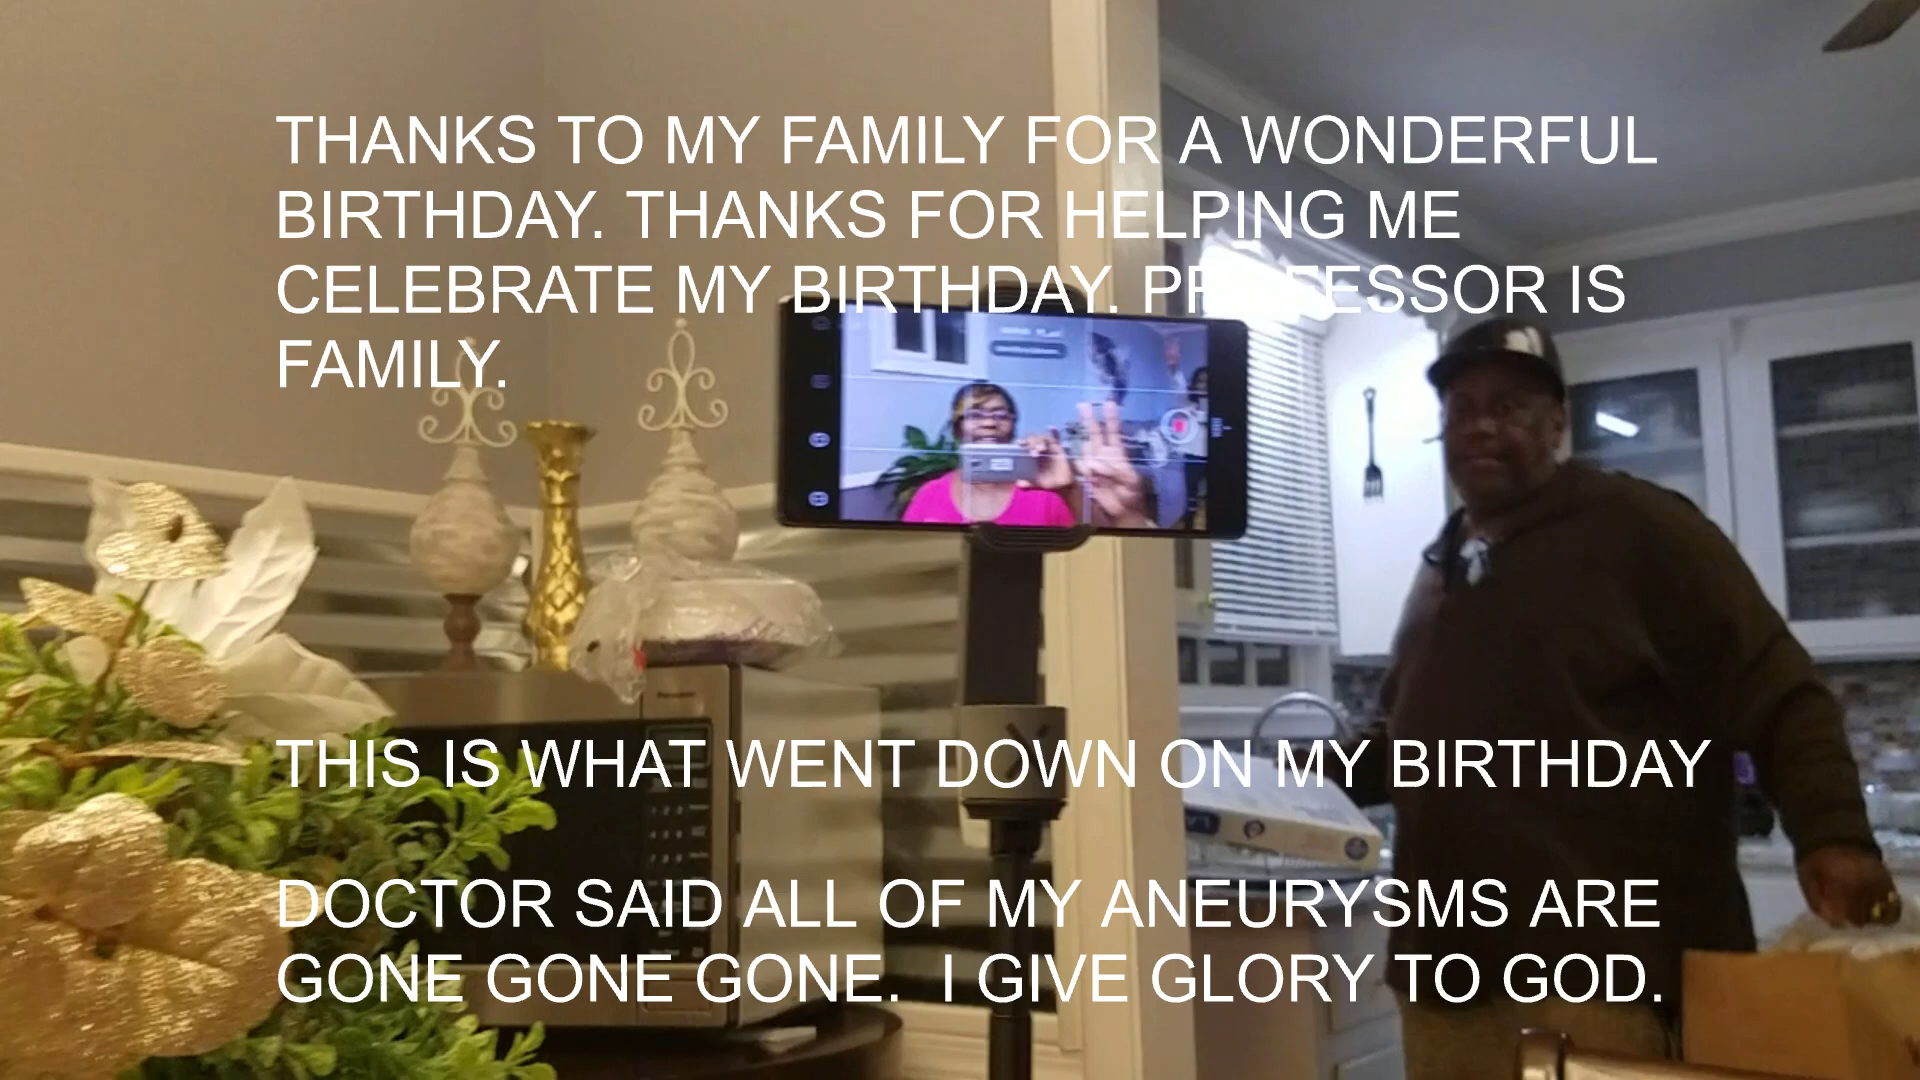 THANKS TO MY FAMILY FOR A WONDERFUL
BIRTHDAY. THANKS FOR HELPING ME
CELEBRATE MY BIRTHDAY. PROFESSOR IS
FAMILY.
THIS IS WHAT WENT DOWN ON MY BIRTHDAY
DOCTOR SAID ALL OF MY ANEURYSMS ARE
GONE GONE GONE.  I GIVE GLORY TO GOD.